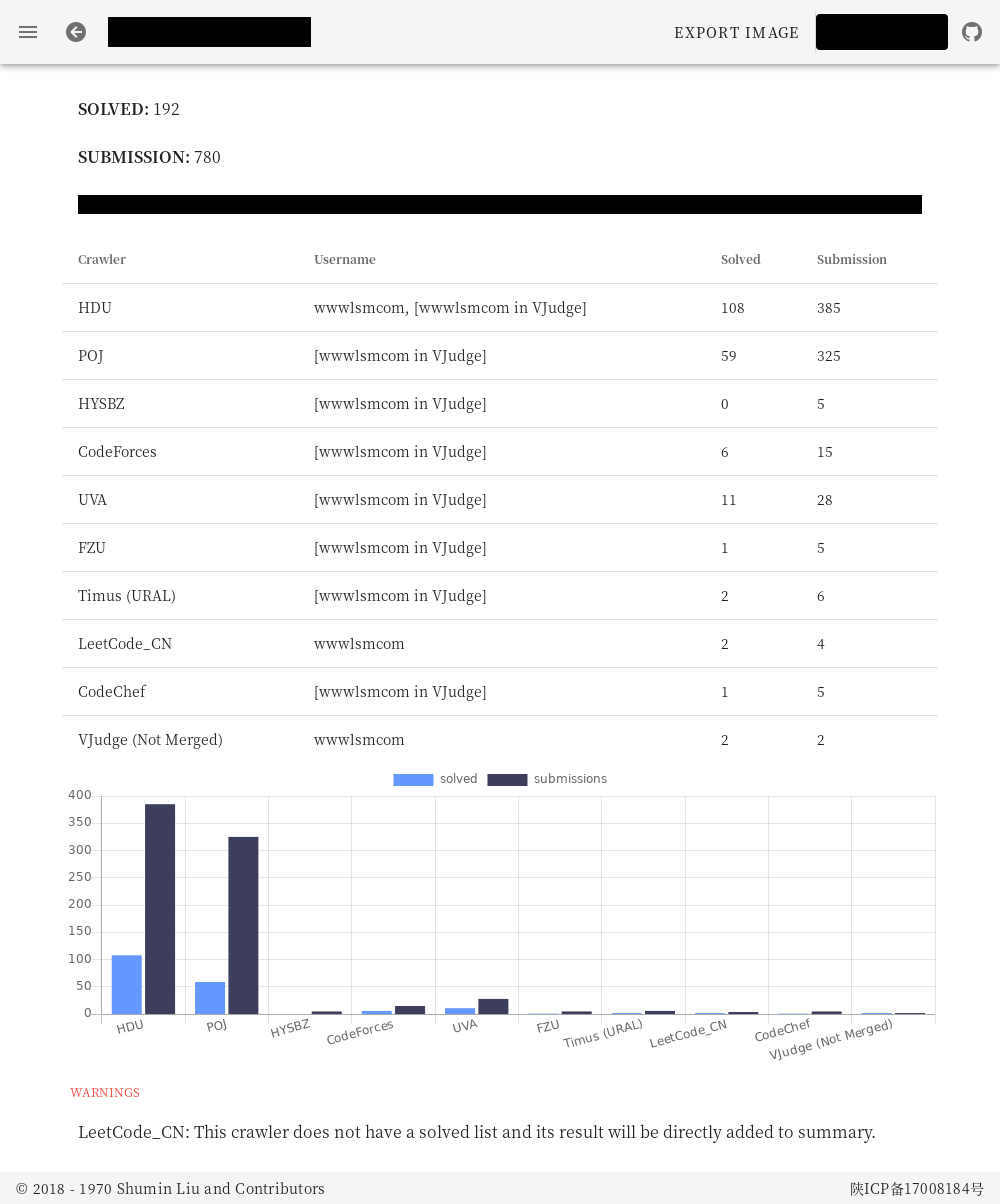 EXPORT IMAGE
SOLVED: 192
SUBMISSION: 780
Crawler Username Solved Submission
HDU wwwlsmcom, [wwwlsmcom in VJudge] 108 385
POJ [wwwlsmcom in VJudge] 59 325
HYSBZ [wwwlsmcom in VJudge] 0 5
CodeForces [wwwlsmcom in VJudge] 6 15
UVA [wwwlsmcom in VJudge] 11 28
FZU [wwwlsmcom in VJudge] 1 5
Timus (URAL) [wwwlsmcom in VJudge] 2 6
LeetCode_CN wwwlsmcom 2 4
CodeChef [wwwlsmcom in VJudge] 1 5
VJudge (Not Merged) wwwlsmcom 2 2
solved submissions
400
350
300
250
200
150
100
50
0
HDU POJ HYSBZ CodeForces UVA FZU Timus (URAL) LeetCode_CN CodeChef VJudge (Not Merged)
WARNINGS
LeetCode_CN: This crawler does not have a solved list and its result will be directly added to summary.
© 2018 - 1970 Shumin Liu and Contributors 陕ICP备17008184号